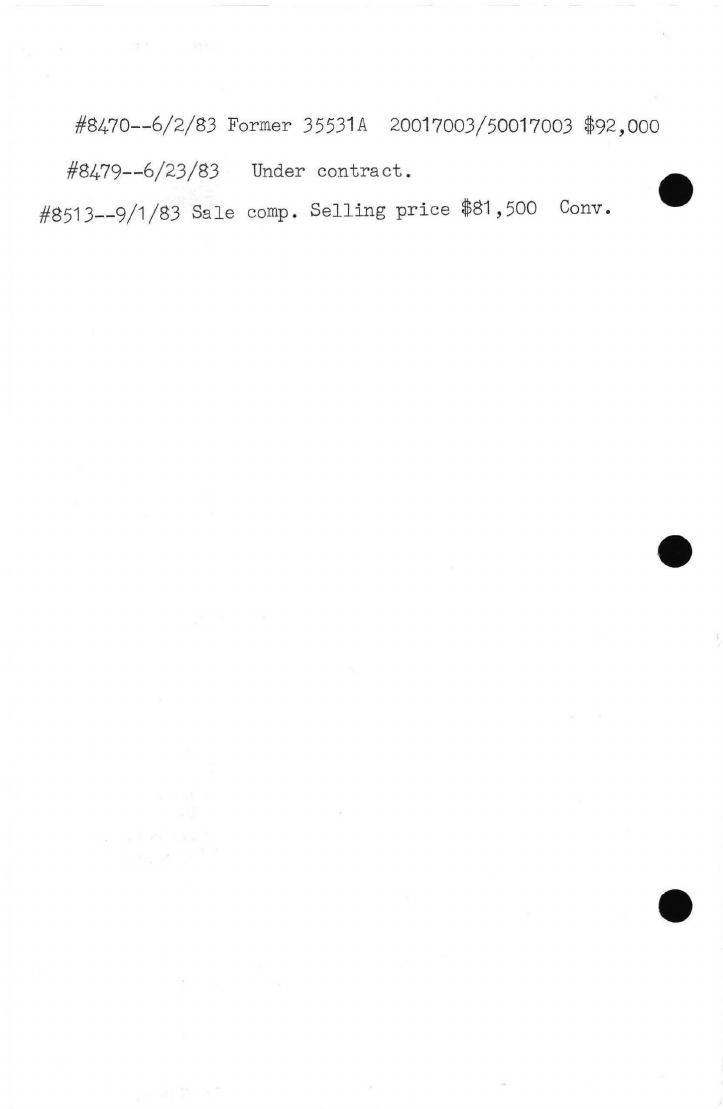 #8470--6/2/83 Former 35531A 20017003/50017003 $92,000
#8479--6/23/83 Under contract.
#8513--9/1/83 Sale comp. Selling price $81,500 Conv.